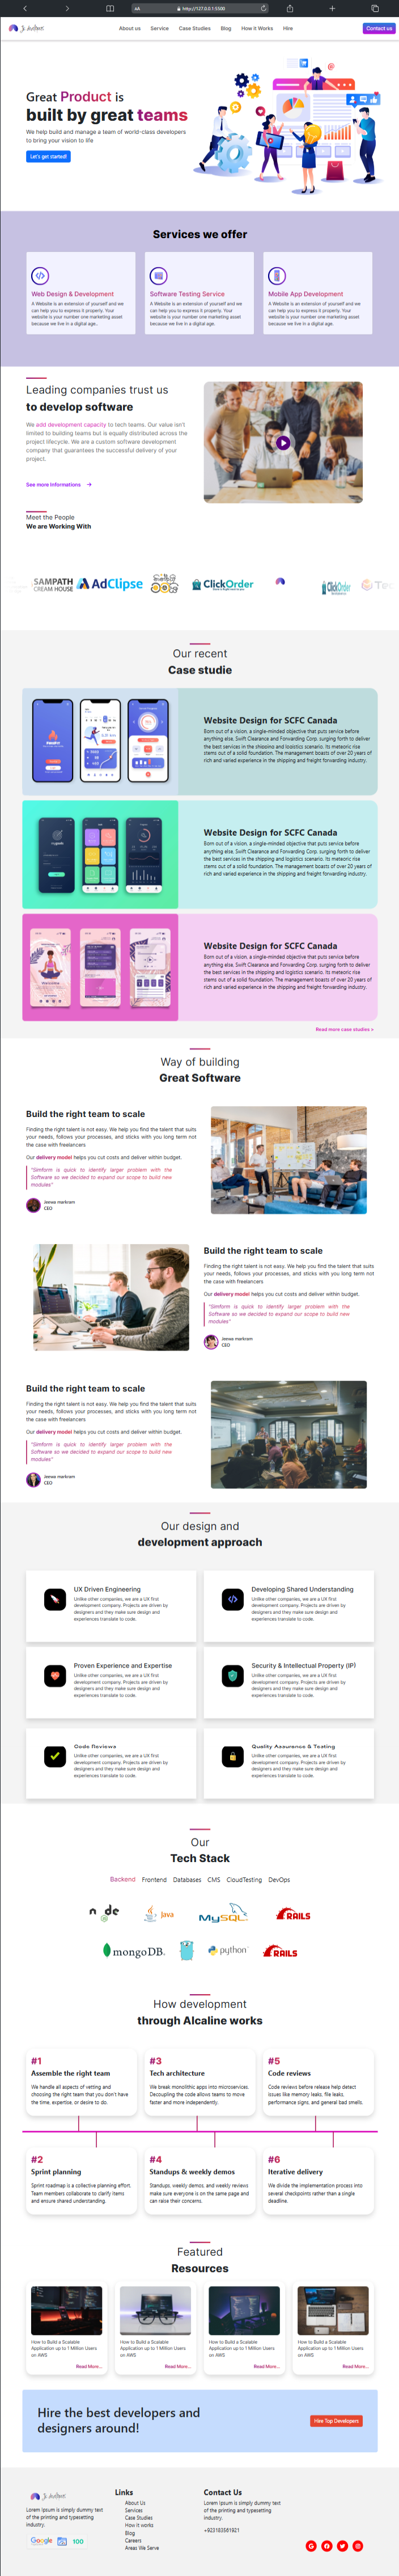 http://127.0.0.1:5500
About us Service Case Studies Blog How it Works Hire
Contact us
Great Product is
built by great teams
We help build and manage a team of world-class developers
to bring your vision to life
Let's get started!
Services we offer
Web Design & Development
A Website is an extension of yourself and we
can help you to express it properly. Your
website is your number one marketing asset
because we live in a digital age.
Software Testing Service
A Website is an extension of yourself and we
can help you to express it properly. Your
website is your number one marketing asset
because we live in a digital age.
Mobile App Development
A Website is an extension of yourself and we
can help you to express it properly. Your
website is your number one marketing asset
because we live in a digital age.
Leading companies trust us
to develop software
We add development capacity to tech teams. Our value isn't
limited to building teams but is equally distributed across the
project lifecycle. We are a custom software development
company that guarantees the successful delivery of your
project.
See more Informations
Meet the People
We are Working With
SAMPATH
CREAM HOUSE
AdClipse
ClickOrder
ClickOrder
Our recent
Case studie
Website Design for SCFC Canada
Born out of a vision, a single-minded objective that puts service before
anything else, Swift Clearance and Forwarding Corp. surging forth to deliver
the best services in the shipping and logistics scenario. Its meteoric rise
stems out of a solid foundation. The management boasts of over 20 years of
rich and varied experience in the shipping and freight forwarding industry.
Website Design for SCFC Canada
Born out of a vision, a single-minded objective that puts service before
anything else, Swift Clearance and Forwarding Corp. surging forth to deliver
the best services in the shipping and logistics scenario. Its meteoric rise
stems out of a solid foundation. The management boasts of over 20 years of
rich and varied experience in the shipping and freight forwarding industry.
Website Design for SCFC Canada
Born out of a vision, a single-minded objective that puts service before
anything else, Swift Clearance and Forwarding Corp. surging forth to deliver
the best services in the shipping and logistics scenario. Its meteoric rise
stems out of a solid foundation. The management boasts of over 20 years of
rich and varied experience in the shipping and freight forwarding industry.
Read more case studies >
Way of building
Great Software
Build the right team to scale
Finding the right talent is not easy. We help you find the talent that suits
your needs, follows your processes, and sticks with you long term not
the case with freelancers
Our delivery model helps you cut costs and deliver within budget.
"Simform is quick to identify larger problem with the
Software so we decided to expand our scope to build new
modules"
Jeewa markram
CEO
Build the right team to scale
Finding the right talent is not easy. We help you find the talent that suits
your needs, follows your processes, and sticks with you long term not
the case with freelancers
Our delivery model helps you cut costs and deliver within budget.
"Simform is quick to identify larger problem with the
Software so we decided to expand our scope to build new
modules"
Jeewa markram
CEO
Build the right team to scale
Finding the right talent is not easy. We help you find the talent that suits
your needs, follows your processes, and sticks with you long term not
the case with freelancers
Our delivery model helps you cut costs and deliver within budget.
"Simform is quick to identify larger problem with the
Software so we decided to expand our scope to build new
modules"
Jeewa markram
CEO
Our design and
development approach
UX Driven Engineering
Unlike other companies, we are a UX first
development company. Projects are driven by
designers and they make sure design and
experiences translate to code.
Developing Shared Understanding
Unlike other companies, we are a UX first
development company. Projects are driven by
designers and they make sure design and
experiences translate to code.
Proven Experience and Expertise
Unlike other companies, we are a UX first
development company. Projects are driven by
designers and they make sure design and
experiences translate to code.
Security & Intellectual Property (IP)
Unlike other companies, we are a UX first
development company. Projects are driven by
designers and they make sure design and
experiences translate to code.
Code Reviews
Unlike other companies, we are a UX first
development company. Projects are driven by
designers and they make sure design and
experiences translate to code.
Quality Assurance & Testing
Unlike other companies, we are a UX first
development company. Projects are driven by
designers and they make sure design and
experiences translate to code.
Our
Tech Stack
Backend Frontend Databases CMS CloudTesting DevOps
node
Java
MySQL
RAILS
mongoDB.
python
RAILS
How development
through Alcaline works
#1
Assemble the right team
We handle all aspects of vetting and
choosing the right team that you don't have
the time, expertise, or desire to do.
#3
Tech architecture
We break monolithic apps into microservices.
Decoupling the code allows teams to move
faster and more independently.
#5
Code reviews
Code reviews before release help detect
issues like memory leaks, file leaks,
performance signs, and general bad smells.
#2
Sprint planning
Sprint roadmap is a collective planning effort.
Team members collaborate to clarify items
and ensure shared understanding.
#4
Standups & weekly demos
Standups, weekly demos, and weekly reviews
make sure everyone is on the same page and
can raise their concerns.
#6
Iterative delivery
We divide the implementation process into
several checkpoints rather than a single
deadline.
Featured
Resources
How to Build a Scalable
Application up to 1 Million Users
on AWS
Read More...
How to Build a Scalable
Application up to 1 Million Users
on AWS
Read More...
How to Build a Scalable
Application up to 1 Million Users
on AWS
Read More...
How to Build a Scalable
Application up to 1 Million Users
on AWS
Read More...
Hire the best developers and
designers around!
Hire Top Developers
Lorem Ipsum is simply dummy text
of the printing and typesetting
industry.
Google
100
Links
About Us
Services
Case Studies
How it works
Blog
Careers
Areas We Serve
Contact Us
Lorem Ipsum is simply dummy text
of the printing and typesetting
industry.
+923183561921